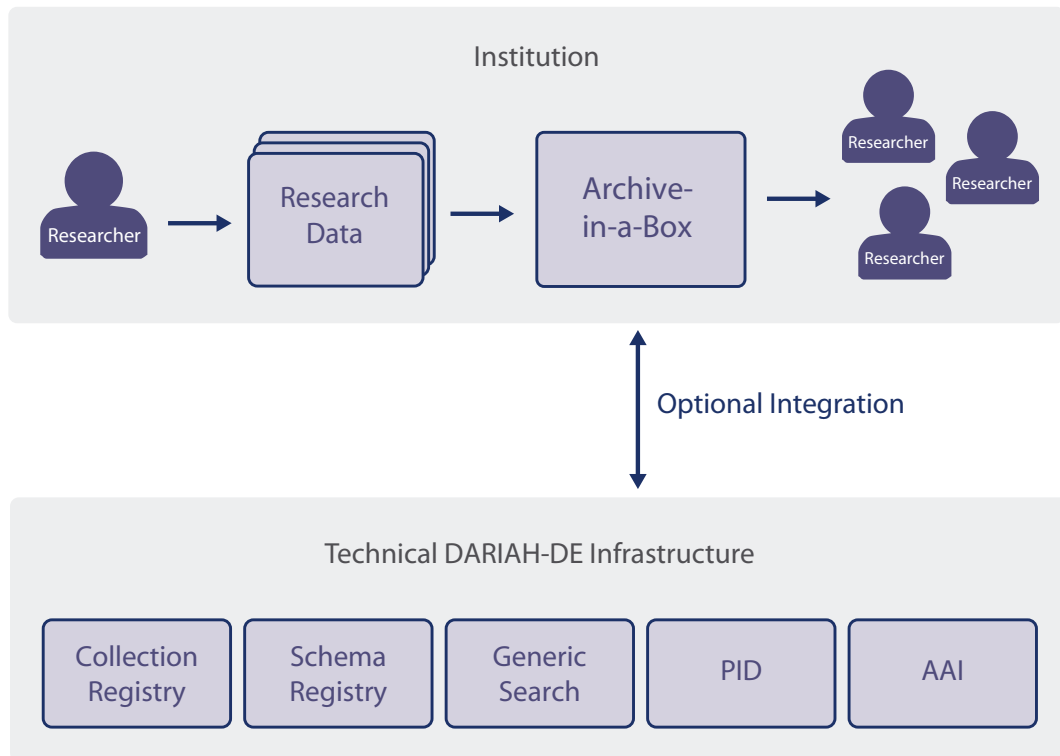 Institution
Researcher
Research
Data
Archive-
in-a-Box
Researcher
Researcher
Researcher
Optional Integration
Technical DARIAH-DE Infrastructure
Collection
Registry
Schema
Registry
Generic
Search
PID
AAI